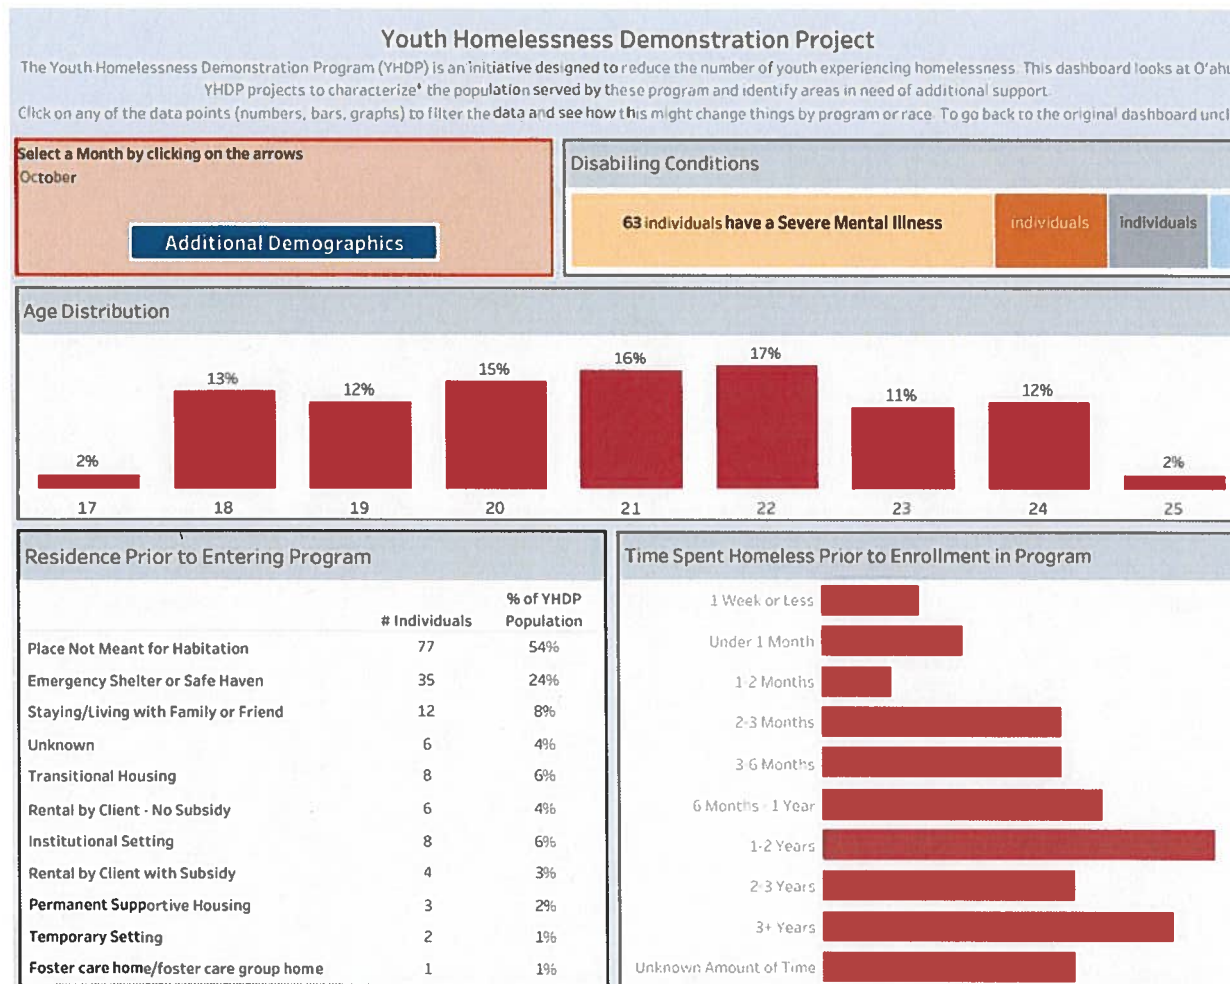 Youth Homelessness Demonstration Project
The Youth Homelessness Demonstration Program (YHDP) is an initiative designed to reduce the number of youth experiencing homelessness. This dashboard looks at O'ahu
YHDP projects to characterize* the population served by these program and identify areas in need of additional support
Click on any of the data points (numbers, bars, graphs) to filter the data and see how this might change things by program or race. To go back to the original dashboard uncl
Select a Month by clicking on the arrows
October
Additional Demographics
Disabiling Conditions
63 individuals have a Severe Mental Illness
individuals
individuals
Age Distribution
2%
13%
12%
15%
16%
17%
11%
12%
2%
17
18
19
20
21
22
23
24
25
Residence Prior to Entering Program
# Individuals
% of YHDP Population
Place Not Meant for Habitation 77 54%
Emergency Shelter or Safe Haven 35 24%
Staying/Living with Family or Friend 12 8%
Unknown 6 4%
Transitional Housing 8 6%
Rental by Client - No Subsidy 6 4%
Institutional Setting 8 6%
Rental by Client with Subsidy 4 3%
Permanent Supportive Housing 3 2%
Temporary Setting 2 1%
Foster care home/foster care group home 1 1%
Time Spent Homeless Prior to Enrollment in Program
1 Week or Less
Under 1 Month
1-2 Months
2-3 Months
3-6 Months
6 Months - 1 Year
1-2 Years
2-3 Years
3+ Years
Unknown Amount of Time